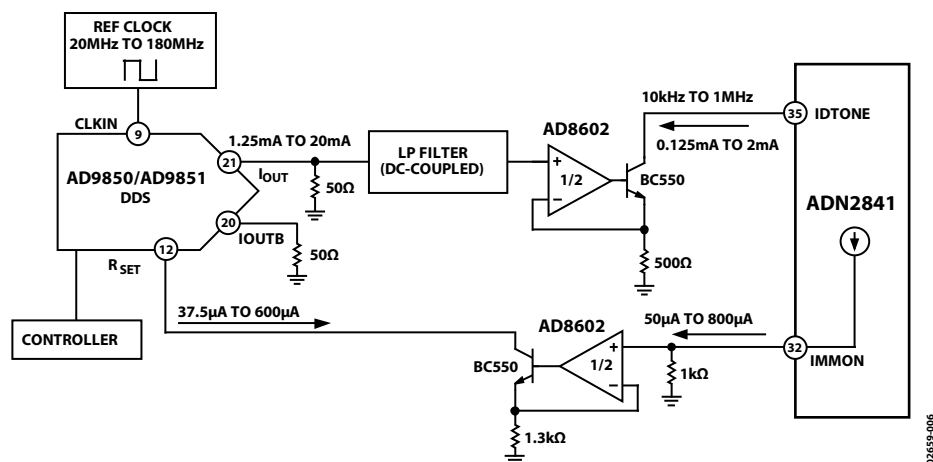 REF CLOCK
20MHz TO 180MHz
CLKIN
9
AD9850/AD9851
DDS
21
1.25mA TO 20mA
IOUT
50Ω
20
IOUTB
50Ω
12
RSET
LP FILTER
(DC-COUPLED)
AD8602
+
1/2
–
BC550
500Ω
10kHz TO 1MHz
0.125mA TO 2mA
35
IDTONE
ADN2841
37.5µA TO 600µA
CONTROLLER
AD8602
BC550
+
1/2
–
1.3kΩ
50µA TO 800µA
1kΩ
32
IMMON
02659-006